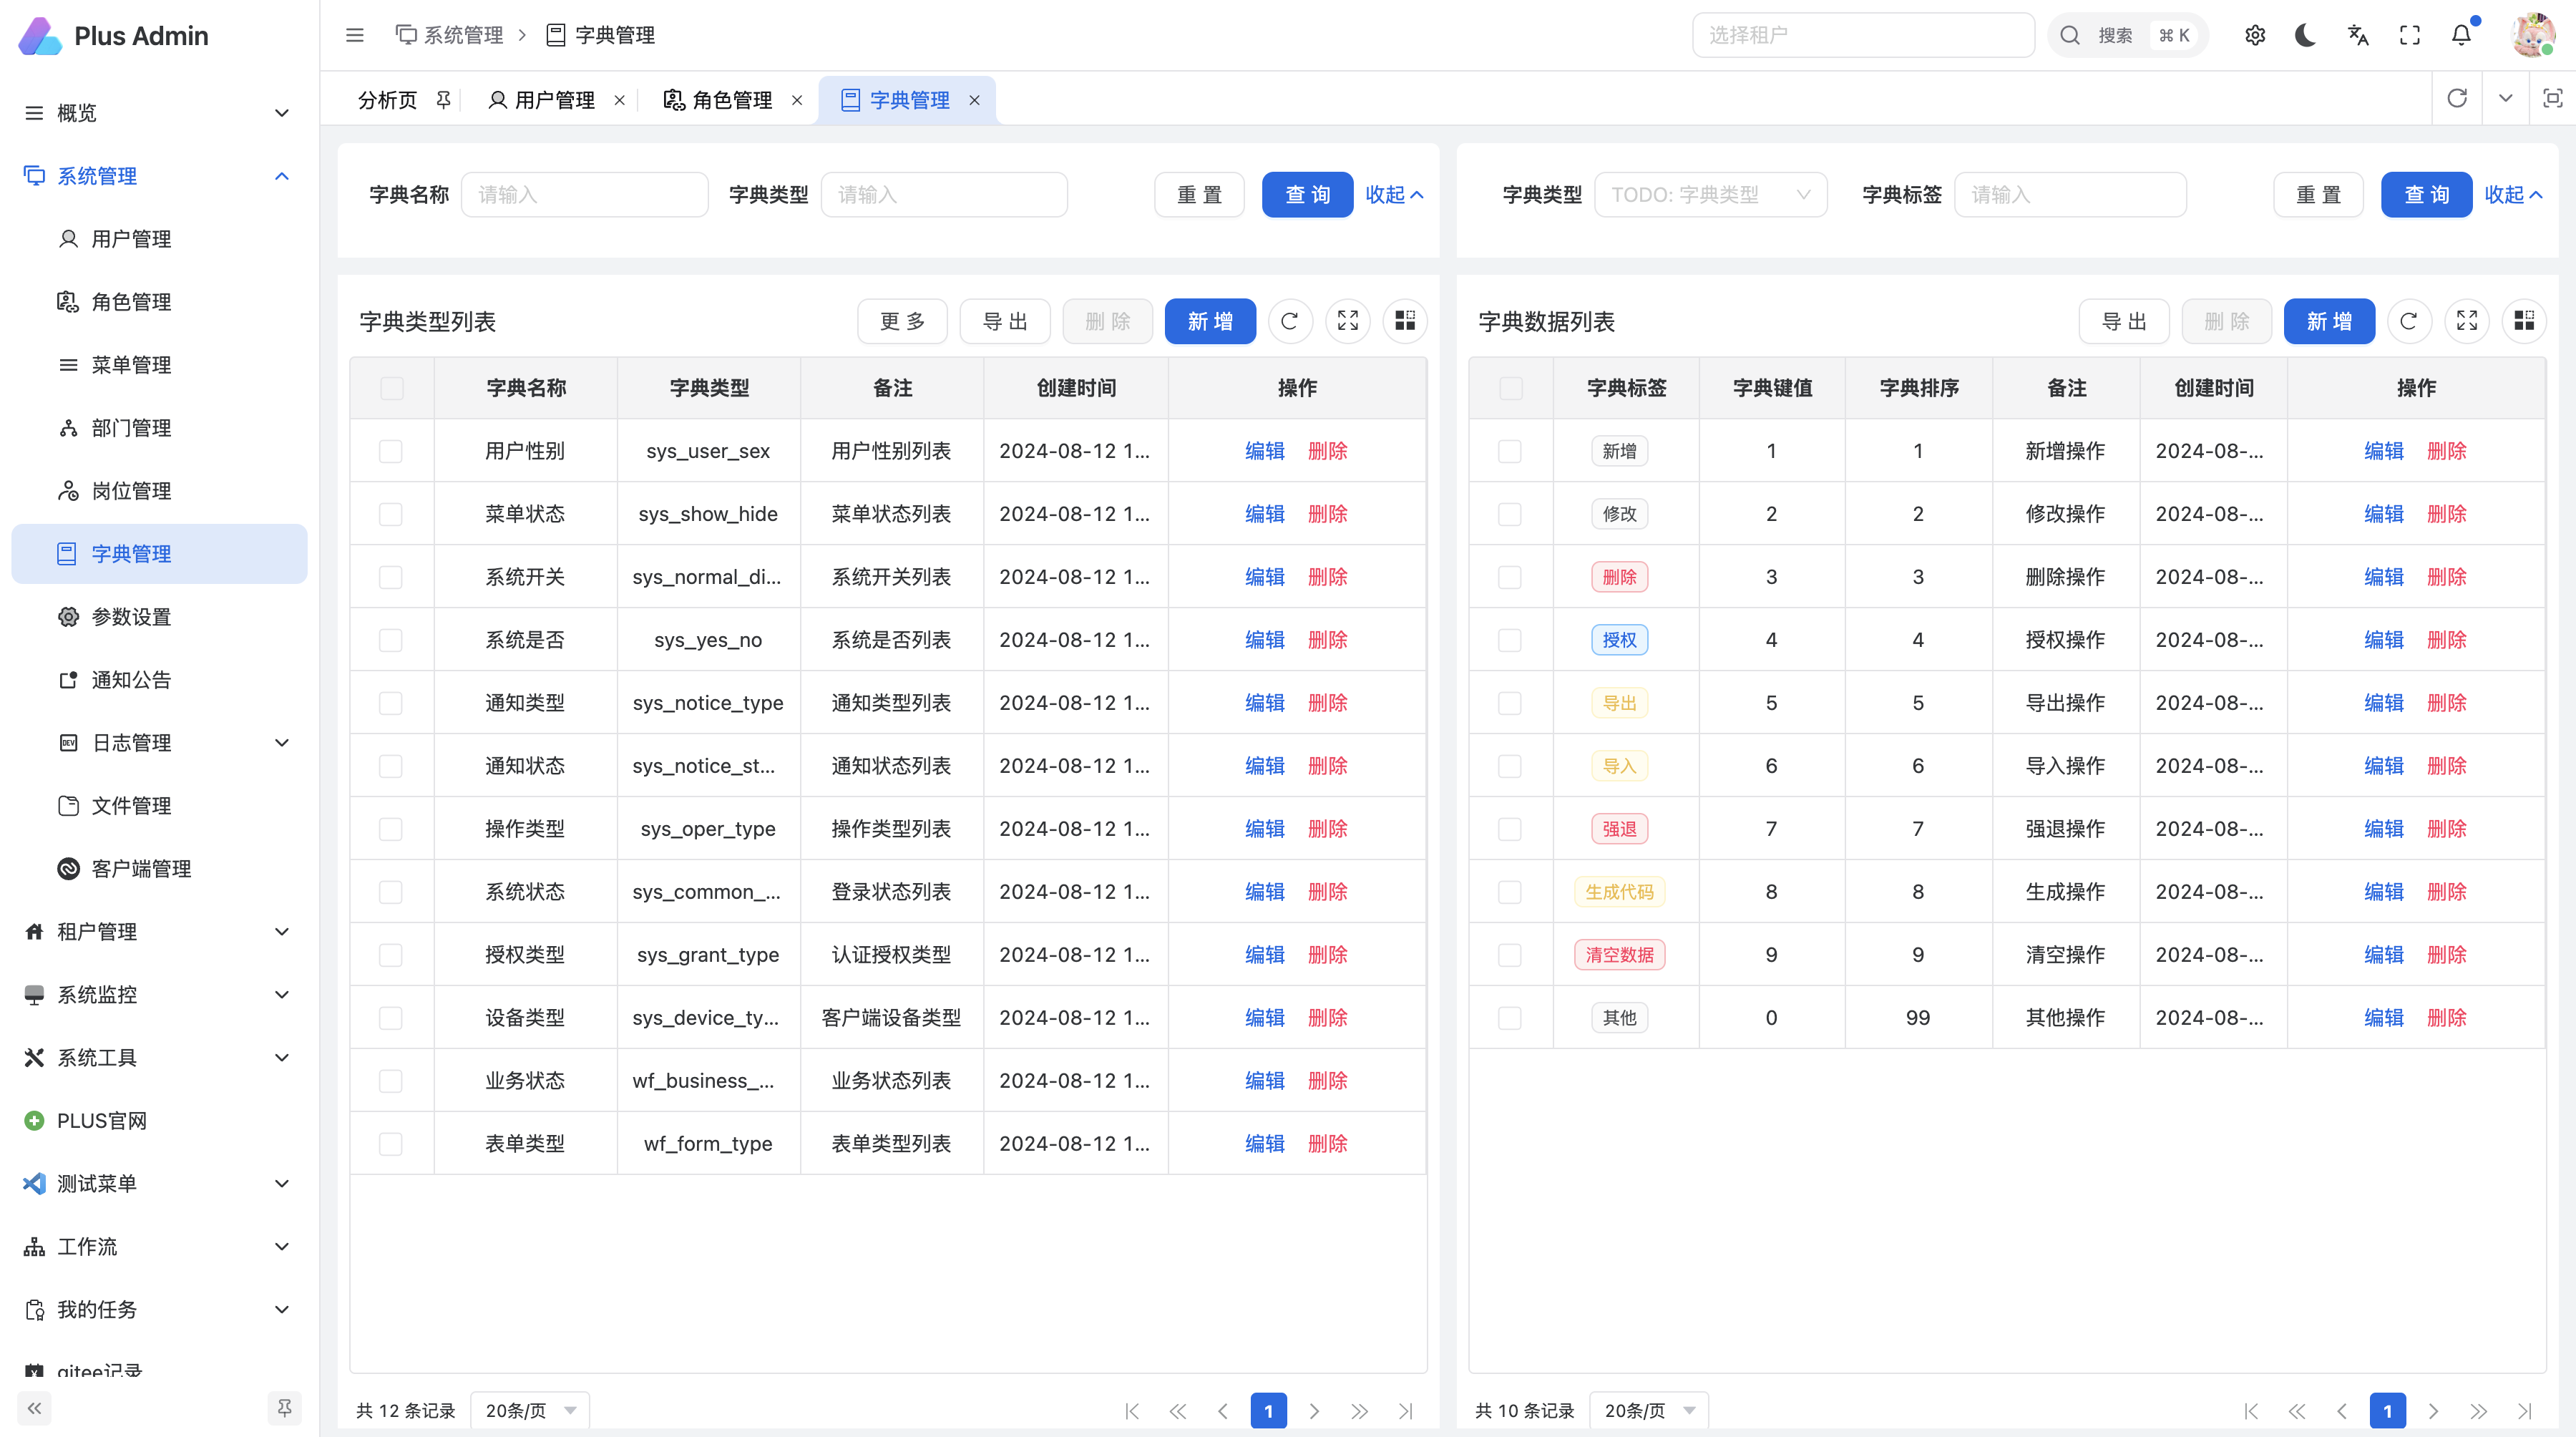 Plus Admin
系统管理 > 字典管理
选择租户
搜索 ⌘ K
分析页 用户管理 角色管理 字典管理
概览
系统管理
用户管理
角色管理
菜单管理
部门管理
岗位管理
字典管理
参数设置
通知公告
日志管理
文件管理
客户端管理
租户管理
系统监控
系统工具
PLUS官网
测试菜单
工作流
我的任务
gitee记录
字典名称 请输入 字典类型 请输入 重 置 查 询 收起
字典类型列表 更 多 导 出 删 除 新 增
字典名称 字典类型 备注 创建时间 操作
用户性别 sys_user_sex 用户性别列表 2024-08-12 1... 编辑 删除
菜单状态 sys_show_hide 菜单状态列表 2024-08-12 1... 编辑 删除
系统开关 sys_normal_di... 系统开关列表 2024-08-12 1... 编辑 删除
系统是否 sys_yes_no 系统是否列表 2024-08-12 1... 编辑 删除
通知类型 sys_notice_type 通知类型列表 2024-08-12 1... 编辑 删除
通知状态 sys_notice_st... 通知状态列表 2024-08-12 1... 编辑 删除
操作类型 sys_oper_type 操作类型列表 2024-08-12 1... 编辑 删除
系统状态 sys_common_... 登录状态列表 2024-08-12 1... 编辑 删除
授权类型 sys_grant_type 认证授权类型 2024-08-12 1... 编辑 删除
设备类型 sys_device_ty... 客户端设备类型 2024-08-12 1... 编辑 删除
业务状态 wf_business_... 业务状态列表 2024-08-12 1... 编辑 删除
表单类型 wf_form_type 表单类型列表 2024-08-12 1... 编辑 删除
共 12 条记录 20条/页 1
字典类型 TODO: 字典类型 字典标签 请输入 重 置 查 询 收起
字典数据列表 导 出 删 除 新 增
字典标签 字典键值 字典排序 备注 创建时间 操作
新增 1 1 新增操作 2024-08-... 编辑 删除
修改 2 2 修改操作 2024-08-... 编辑 删除
删除 3 3 删除操作 2024-08-... 编辑 删除
授权 4 4 授权操作 2024-08-... 编辑 删除
导出 5 5 导出操作 2024-08-... 编辑 删除
导入 6 6 导入操作 2024-08-... 编辑 删除
强退 7 7 强退操作 2024-08-... 编辑 删除
生成代码 8 8 生成操作 2024-08-... 编辑 删除
清空数据 9 9 清空操作 2024-08-... 编辑 删除
其他 0 99 其他操作 2024-08-... 编辑 删除
共 10 条记录 20条/页 1